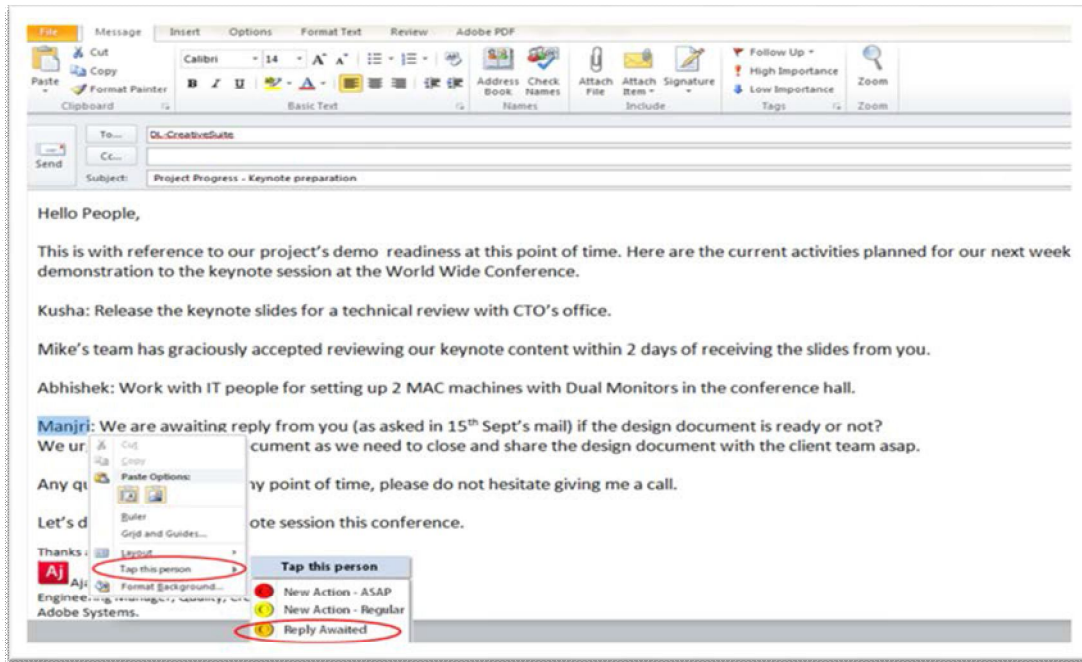 File Message Insert Options Format Text Review Adobe PDF
Cut
Copy
Format Painter
Paste
Calibri 14 A A
B I U A
Address Book
Check Names
Attach File
Attach Item
Signature
Follow Up
High Importance
Low Importance
Zoom
Clipboard Basic Text Names Include Tags Zoom
Send
To... DL-CreativeSuite
Cc...
Subject: Project Progress - Keynote preparation
Hello People,
This is with reference to our project's demo readiness at this point of time. Here are the current activities planned for our next week
demonstration to the keynote session at the World Wide Conference.
Kusha: Release the keynote slides for a technical review with CTO's office.
Mike's team has graciously accepted reviewing our keynote content within 2 days of receiving the slides from you.
Abhishek: Work with IT people for setting up 2 MAC machines with Dual Monitors in the conference hall.
Manjri: We are awaiting reply from you (as asked in 15th Sept's mail) if the design document is ready or not?
We ur cument as we need to close and share the design document with the client team asap.
Any qu ny point of time, please do not hesitate giving me a call.
Let's d ote session this conference.
Thanks
Aj
Adobe Systems.
Cut
Copy
Paste Options:
Ruler
Grid and Guides...
Layout
Tap this person
Format Background...
Tap this person
New Action - ASAP
New Action - Regular
Reply Awaited